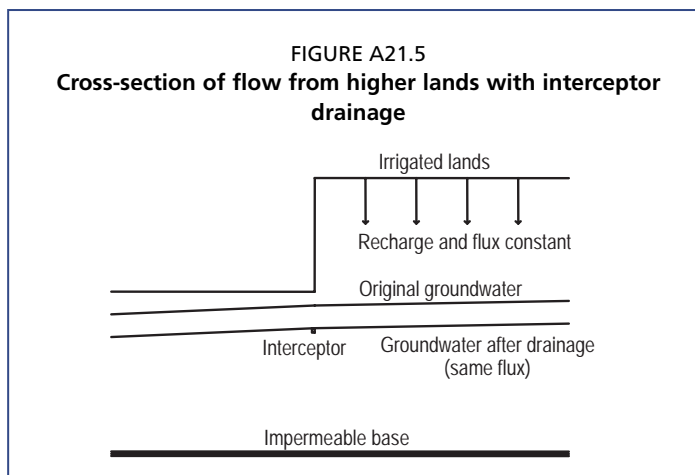 FIGURE A21.5
Cross-section of flow from higher lands with interceptor
drainage
Irrigated lands
Recharge and flux constant
Original groundwater
Interceptor
Groundwater after drainage
(same flux)
Impermeable base